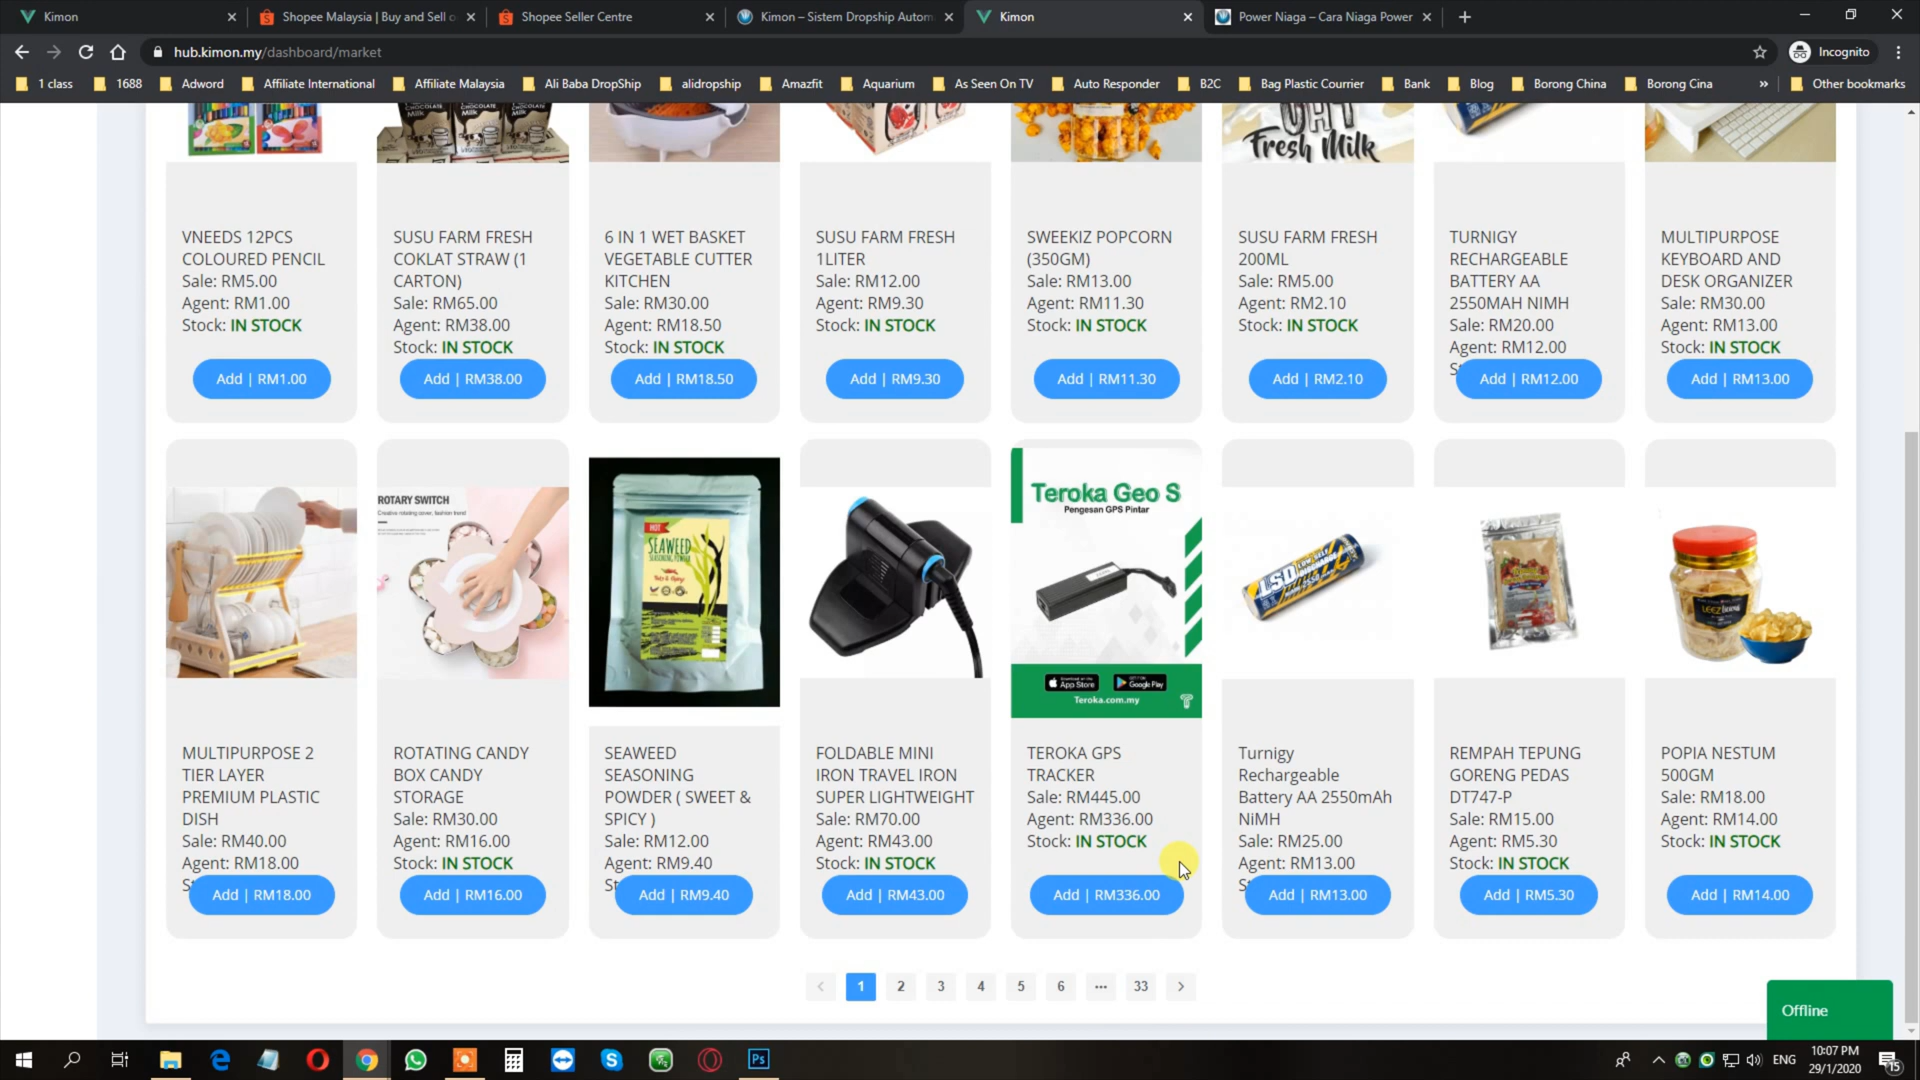 Kimon
Shopee Malaysia | Buy and Sell o
Shopee Seller Centre
Kimon – Sistem Dropship Autom
Kimon
Power Niaga – Cara Niaga Power
hub.kimon.my/dashboard/market
Incognito
1 class
1688
Adword
Affiliate International
Affiliate Malaysia
Ali Baba DropShip
alidropship
Amazfit
Aquarium
As Seen On TV
Auto Responder
B2C
Bag Plastic Courrier
Bank
Blog
Borong China
Borong Cina
»
Other bookmarks
CHOCOLATE
Milk
UHT
Fresh Milk
VNEEDS 12PCS
COLOURED PENCIL
Sale: RM5.00
Agent: RM1.00
Stock: IN STOCK
Add | RM1.00
SUSU FARM FRESH
COKLAT STRAW (1
CARTON)
Sale: RM65.00
Agent: RM38.00
Stock: IN STOCK
Add | RM38.00
6 IN 1 WET BASKET
VEGETABLE CUTTER
KITCHEN
Sale: RM30.00
Agent: RM18.50
Stock: IN STOCK
Add | RM18.50
SUSU FARM FRESH
1LITER
Sale: RM12.00
Agent: RM9.30
Stock: IN STOCK
Add | RM9.30
SWEEKIZ POPCORN
(350GM)
Sale: RM13.00
Agent: RM11.30
Stock: IN STOCK
Add | RM11.30
SUSU FARM FRESH
200ML
Sale: RM5.00
Agent: RM2.10
Stock: IN STOCK
Add | RM2.10
TURNIGY
RECHARGEABLE
BATTERY AA
2550MAH NIMH
Sale: RM20.00
Agent: RM12.00
Add | RM12.00
MULTIPURPOSE
KEYBOARD AND
DESK ORGANIZER
Sale: RM30.00
Agent: RM13.00
Stock: IN STOCK
Add | RM13.00
MULTIPURPOSE 2
TIER LAYER
PREMIUM PLASTIC
DISH
Sale: RM40.00
Agent: RM18.00
Add | RM18.00
ROTARY SWITCH
Creative rotating cover, fashion trend
ROTATING CANDY
BOX CANDY
STORAGE
Sale: RM30.00
Agent: RM16.00
Stock: IN STOCK
Add | RM16.00
HOT
SEAWEED
SEASONING POWDER
SEAWEED
SEASONING
POWDER ( SWEET &
SPICY )
Sale: RM12.00
Agent: RM9.40
Add | RM9.40
FOLDABLE MINI
IRON TRAVEL IRON
SUPER LIGHTWEIGHT
Sale: RM70.00
Agent: RM43.00
Stock: IN STOCK
Add | RM43.00
Teroka Geo S
Pengesan GPS Pintar
App Store
Google Play
Teroka.com.my
TEROKA GPS
TRACKER
Sale: RM445.00
Agent: RM336.00
Stock: IN STOCK
Add | RM336.00
LSD
Turnigy
Rechargeable
Battery AA 2550mAh
NiMH
Sale: RM25.00
Agent: RM13.00
Add | RM13.00
REMPAH TEPUNG
GORENG PEDAS
DT747-P
Sale: RM15.00
Agent: RM5.30
Stock: IN STOCK
Add | RM5.30
POPIA NESTUM
500GM
Sale: RM18.00
Agent: RM14.00
Stock: IN STOCK
Add | RM14.00
1
2
3
4
5
6
•••
33
Offline
Ps
ENG
10:07 PM
29/1/2020
15